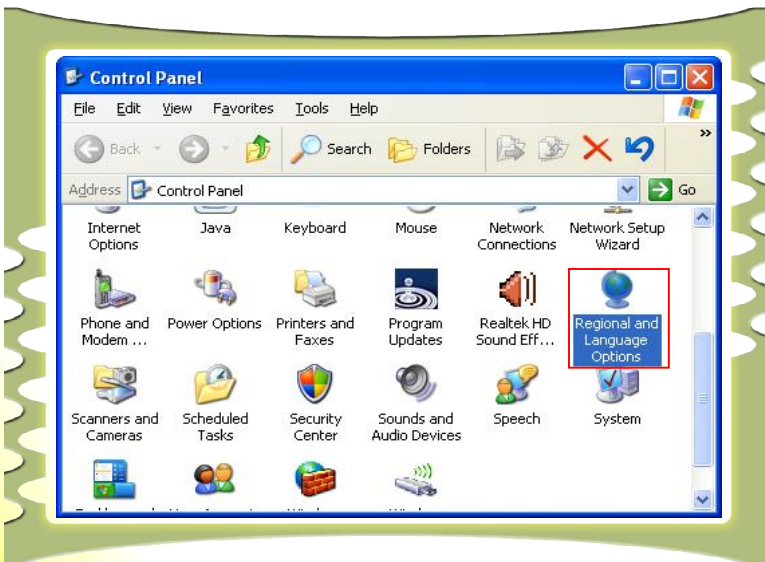 Control Panel
File Edit View Favorites Tools Help
Back Search Folders »
Address Control Panel Go
Internet Options
Java
Keyboard
Mouse
Network Connections
Network Setup Wizard
Phone and Modem ...
Power Options
Printers and Faxes
Program Updates
Realtek HD Sound Eff...
Regional and Language Options
Scanners and Cameras
Scheduled Tasks
Security Center
Sounds and Audio Devices
Speech
System